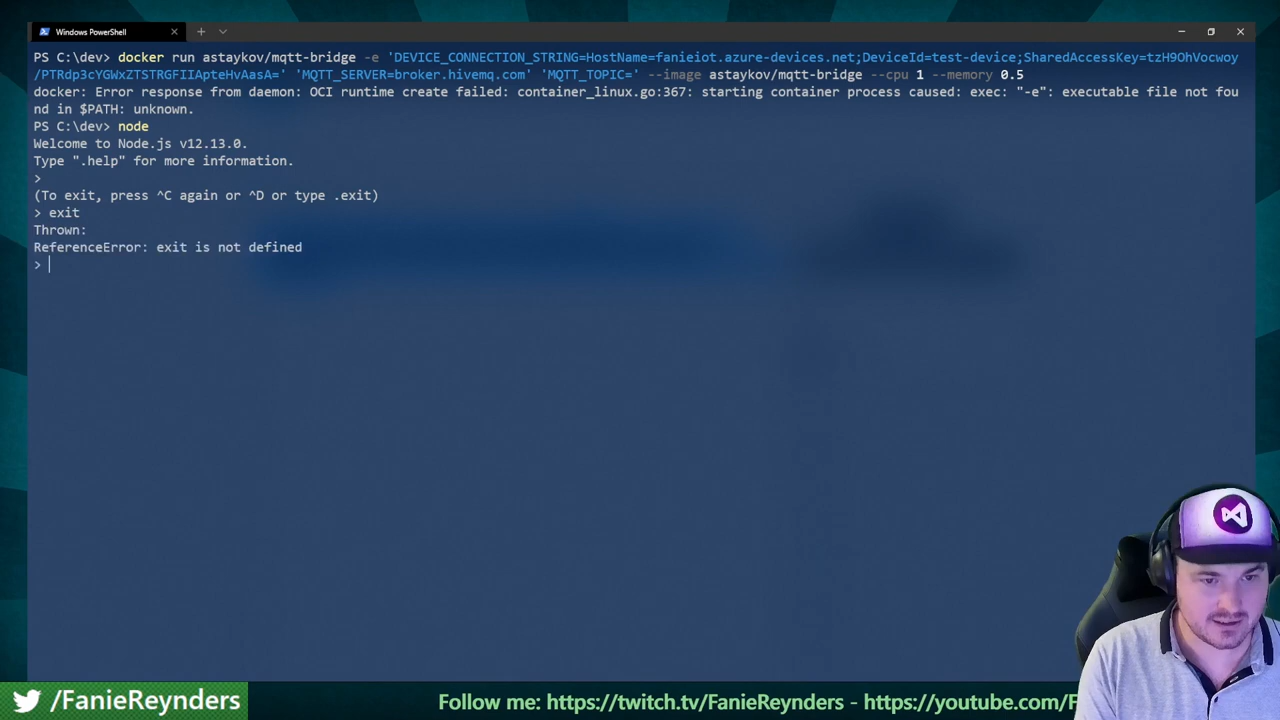 Windows PowerShell
PS C:\dev> docker run astaykov/mqtt-bridge -e 'DEVICE_CONNECTION_STRING=HostName=fanieiot.azure-devices.net;DeviceId=test-device;SharedAccessKey=tzH9OhVocwoy
/PTRdp3cYGWxZTSTRGFIIApteHvAasA=' 'MQTT_SERVER=broker.hivemq.com' 'MQTT_TOPIC=' --image astaykov/mqtt-bridge --cpu 1 --memory 0.5
docker: Error response from daemon: OCI runtime create failed: container_linux.go:367: starting container process caused: exec: "-e": executable file not fou
nd in $PATH: unknown.
PS C:\dev> node
Welcome to Node.js v12.13.0.
Type ".help" for more information.
>
(To exit, press ^C again or ^D or type .exit)
> exit
Thrown:
ReferenceError: exit is not defined
>
/FanieReynders
Follow me: https://twitch.tv/FanieReynders - https://youtube.com/F